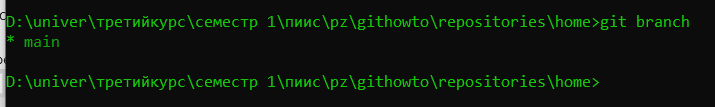 D:\univer\третийкурс\семестр 1\пиис\pz\githowto\repositories\home>git branch
* main
D:\univer\третийкурс\семестр 1\пиис\pz\githowto\repositories\home>